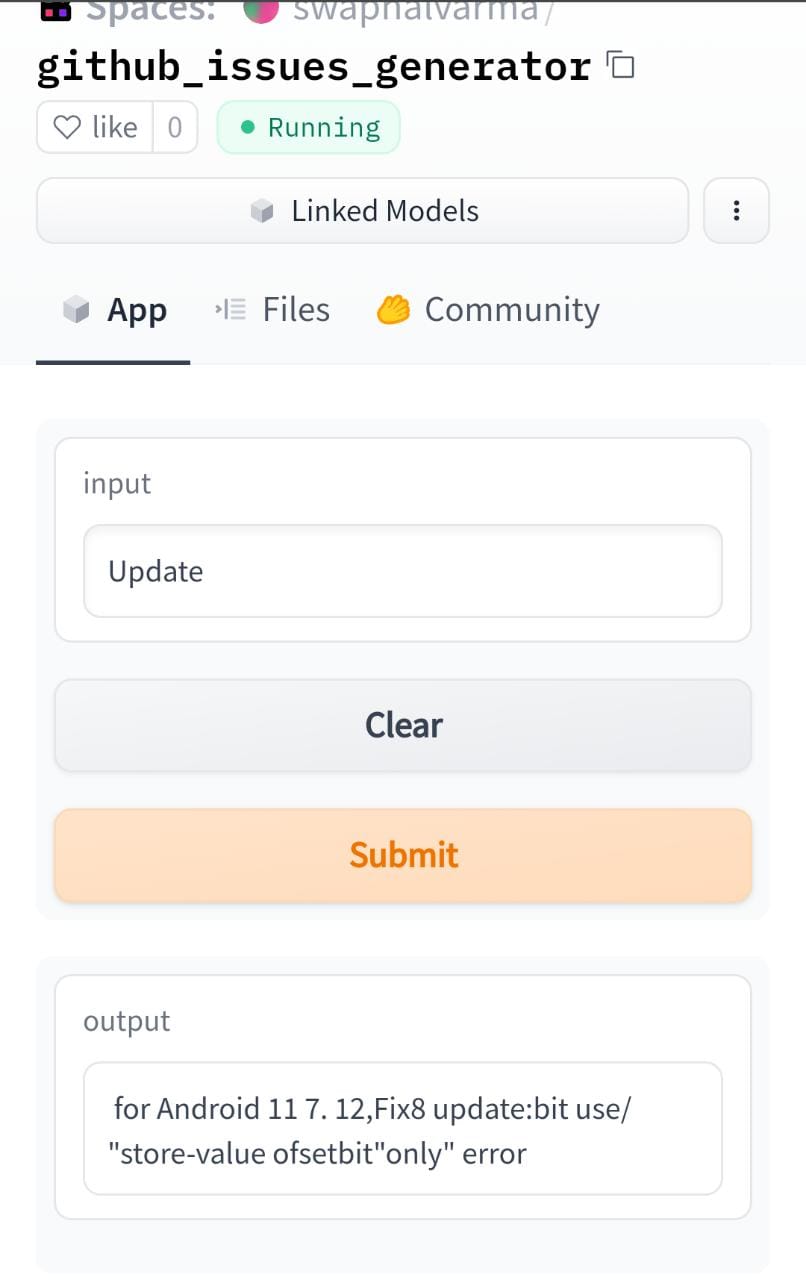 Spaces: swapnalvarma/
github_issues_generator
like 0 Running
Linked Models
App Files Community
input
Update
Clear
Submit
output
for Android 11 7. 12,Fix8 update:bit use/
"store-value ofsetbit"only" error